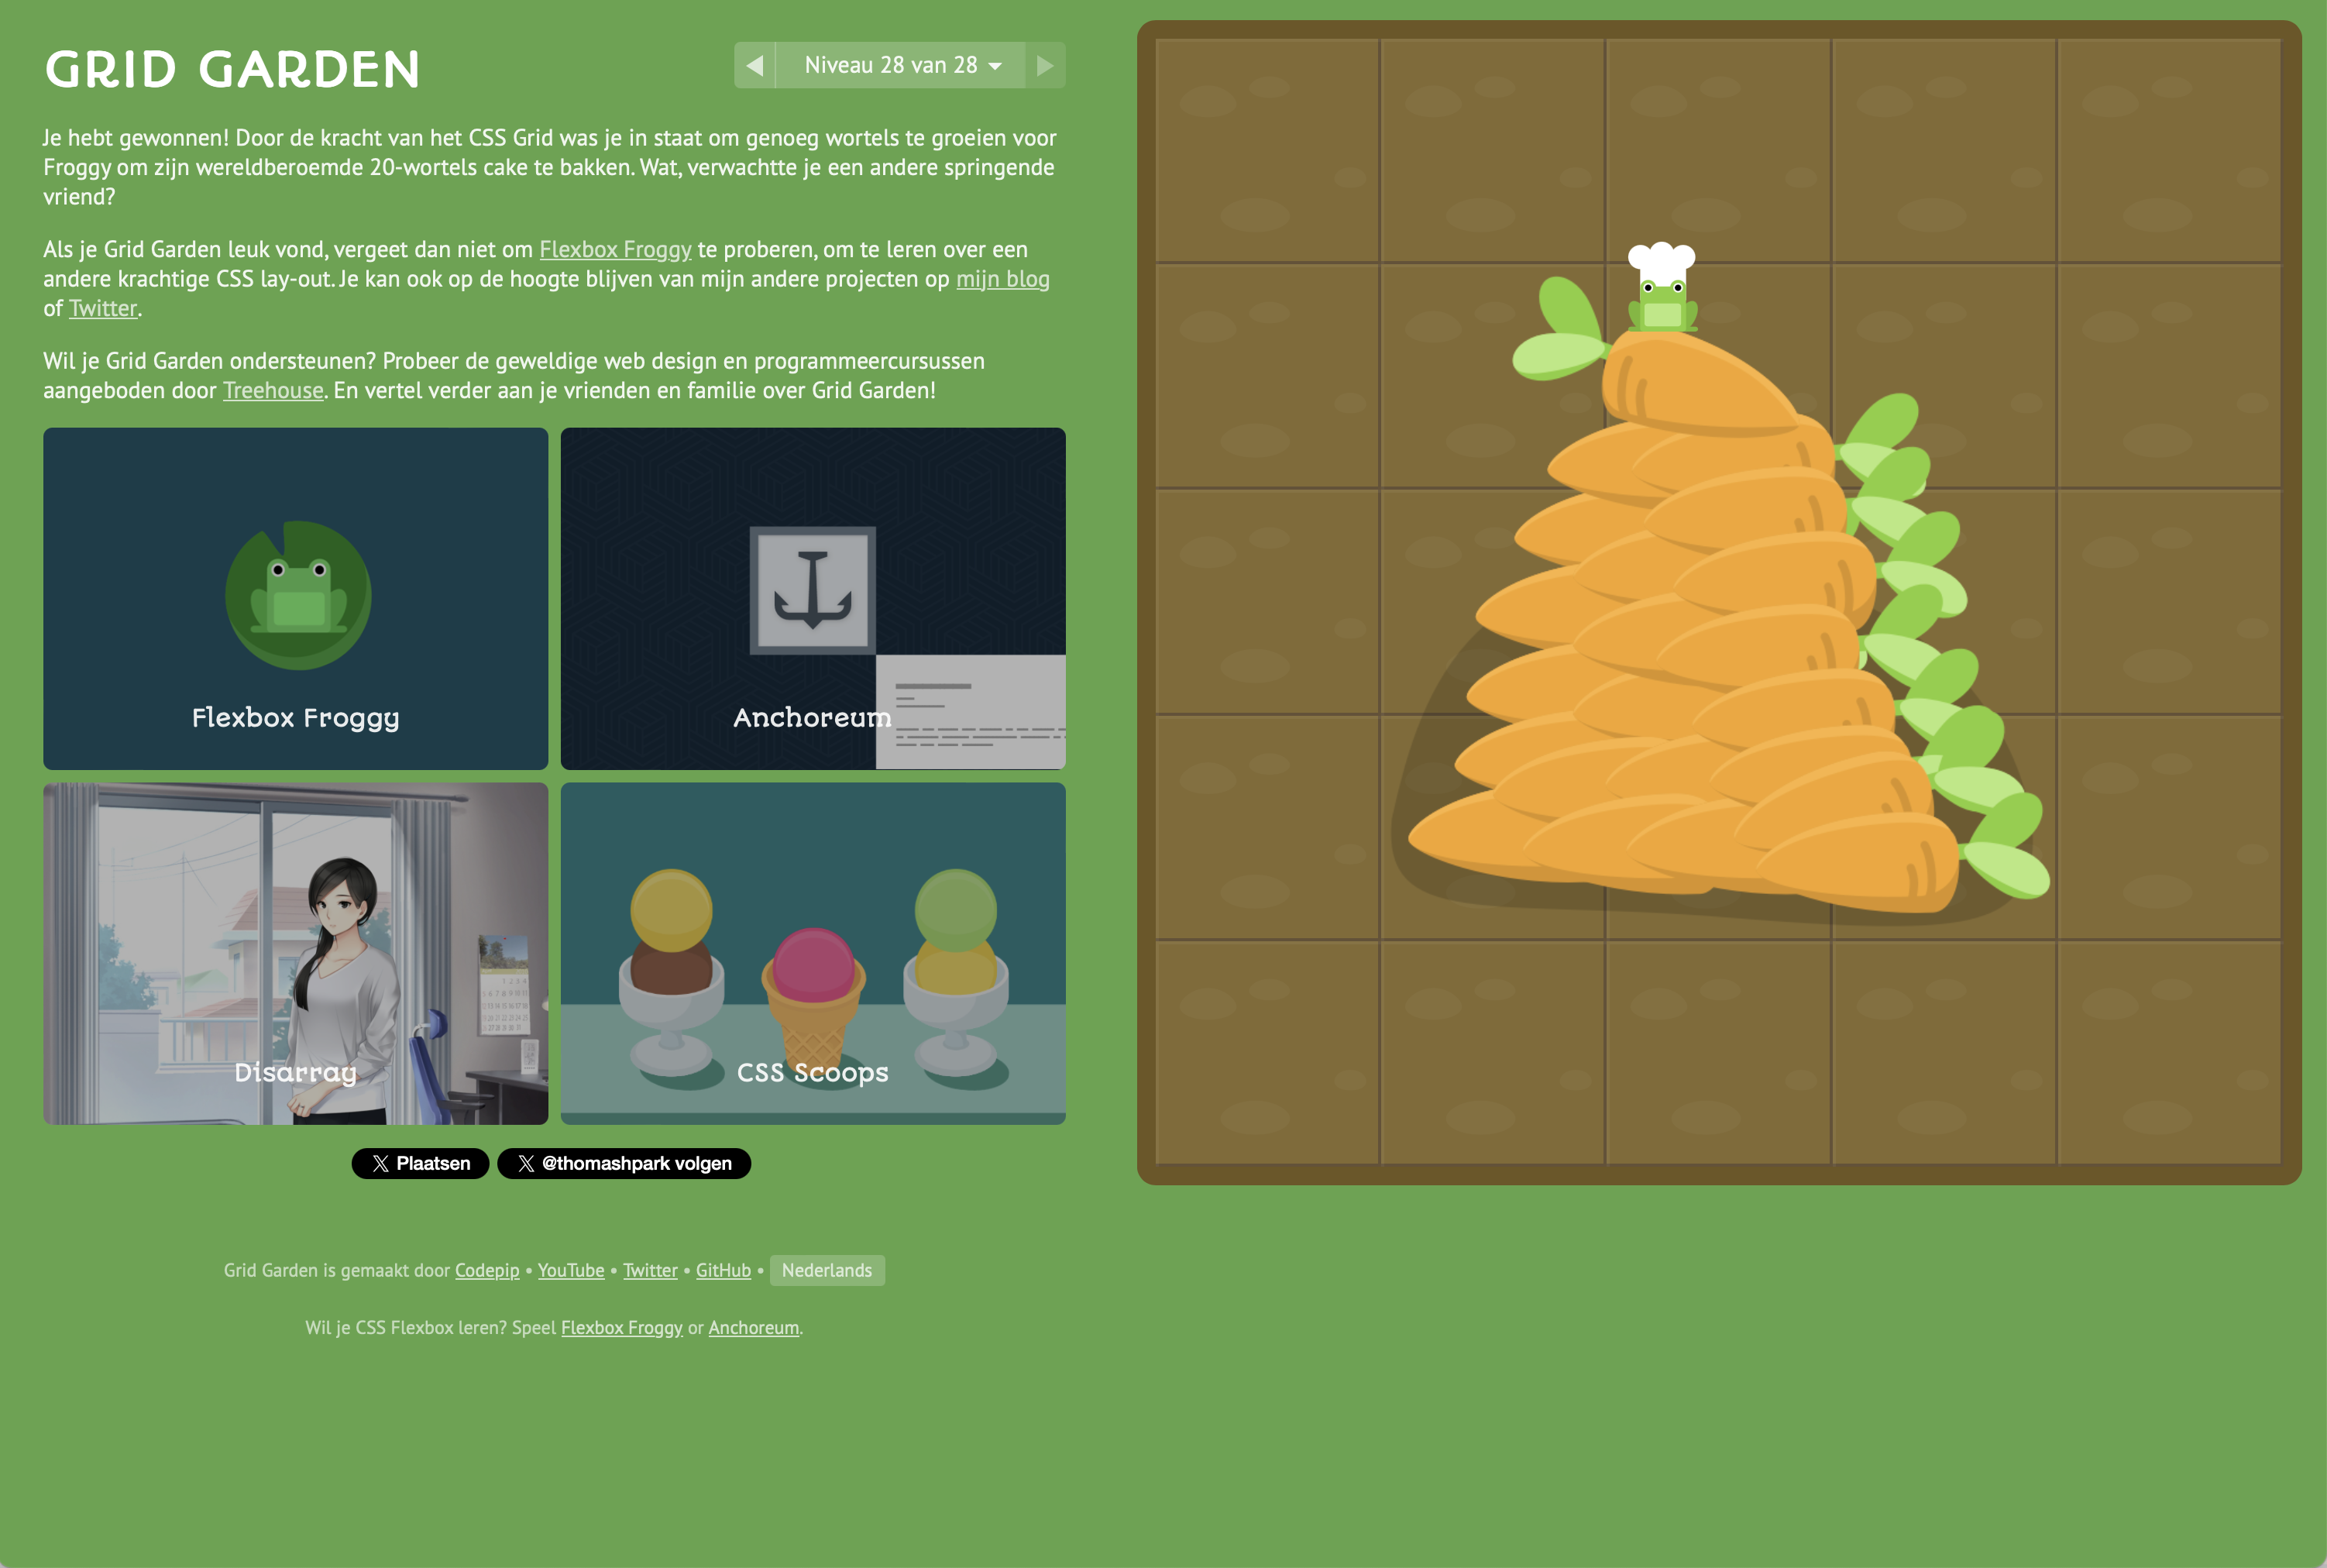 GRID GARDEN
Niveau 28 van 28
Je hebt gewonnen! Door de kracht van het CSS Grid was je in staat om genoeg wortels te groeien voor
Froggy om zijn wereldberoemde 20-wortels cake te bakken. Wat, verwachtte je een andere springende
vriend?
Als je Grid Garden leuk vond, vergeet dan niet om Flexbox Froggy te proberen, om te leren over een
andere krachtige CSS lay-out. Je kan ook op de hoogte blijven van mijn andere projecten op mijn blog
of Twitter.
Wil je Grid Garden ondersteunen? Probeer de geweldige web design en programmeercursussen
aangeboden door Treehouse. En vertel verder aan je vrienden en familie over Grid Garden!
Flexbox Froggy
Anchoreum
Disarray
CSS Scoops
Plaatsen
@thomashpark volgen
Grid Garden is gemaakt door Codepip • YouTube • Twitter • GitHub • Nederlands
Wil je CSS Flexbox leren? Speel Flexbox Froggy or Anchoreum.